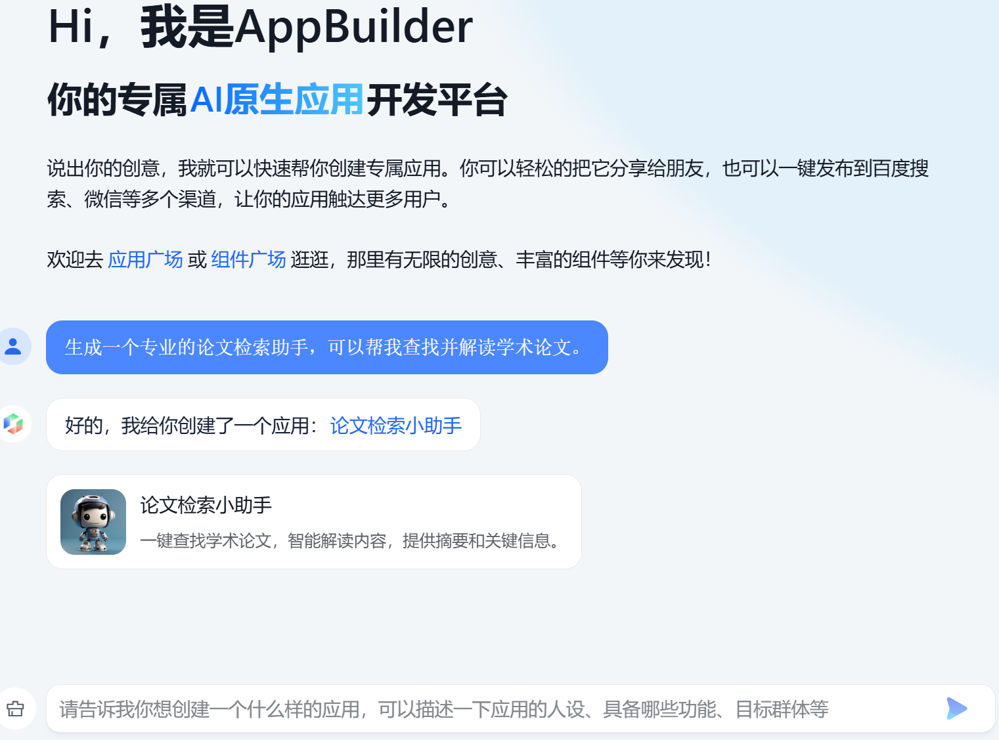 Hi，我是AppBuilder
你的专属AI原生应用开发平台
说出你的创意，我就可以快速帮你创建专属应用。你可以轻松的把它分享给朋友，也可以一键发布到百度搜
索、微信等多个渠道，让你的应用触达更多用户。
欢迎去 应用广场 或 组件广场 逛逛，那里有无限的创意、丰富的组件等你来发现！
生成一个专业的论文检索助手，可以帮我查找并解读学术论文。
好的，我给你创建了一个应用： 论文检索小助手
论文检索小助手
一键查找学术论文，智能解读内容，提供摘要和关键信息。
请告诉我你想创建一个什么样的应用，可以描述一下应用的人设、具备哪些功能、目标群体等